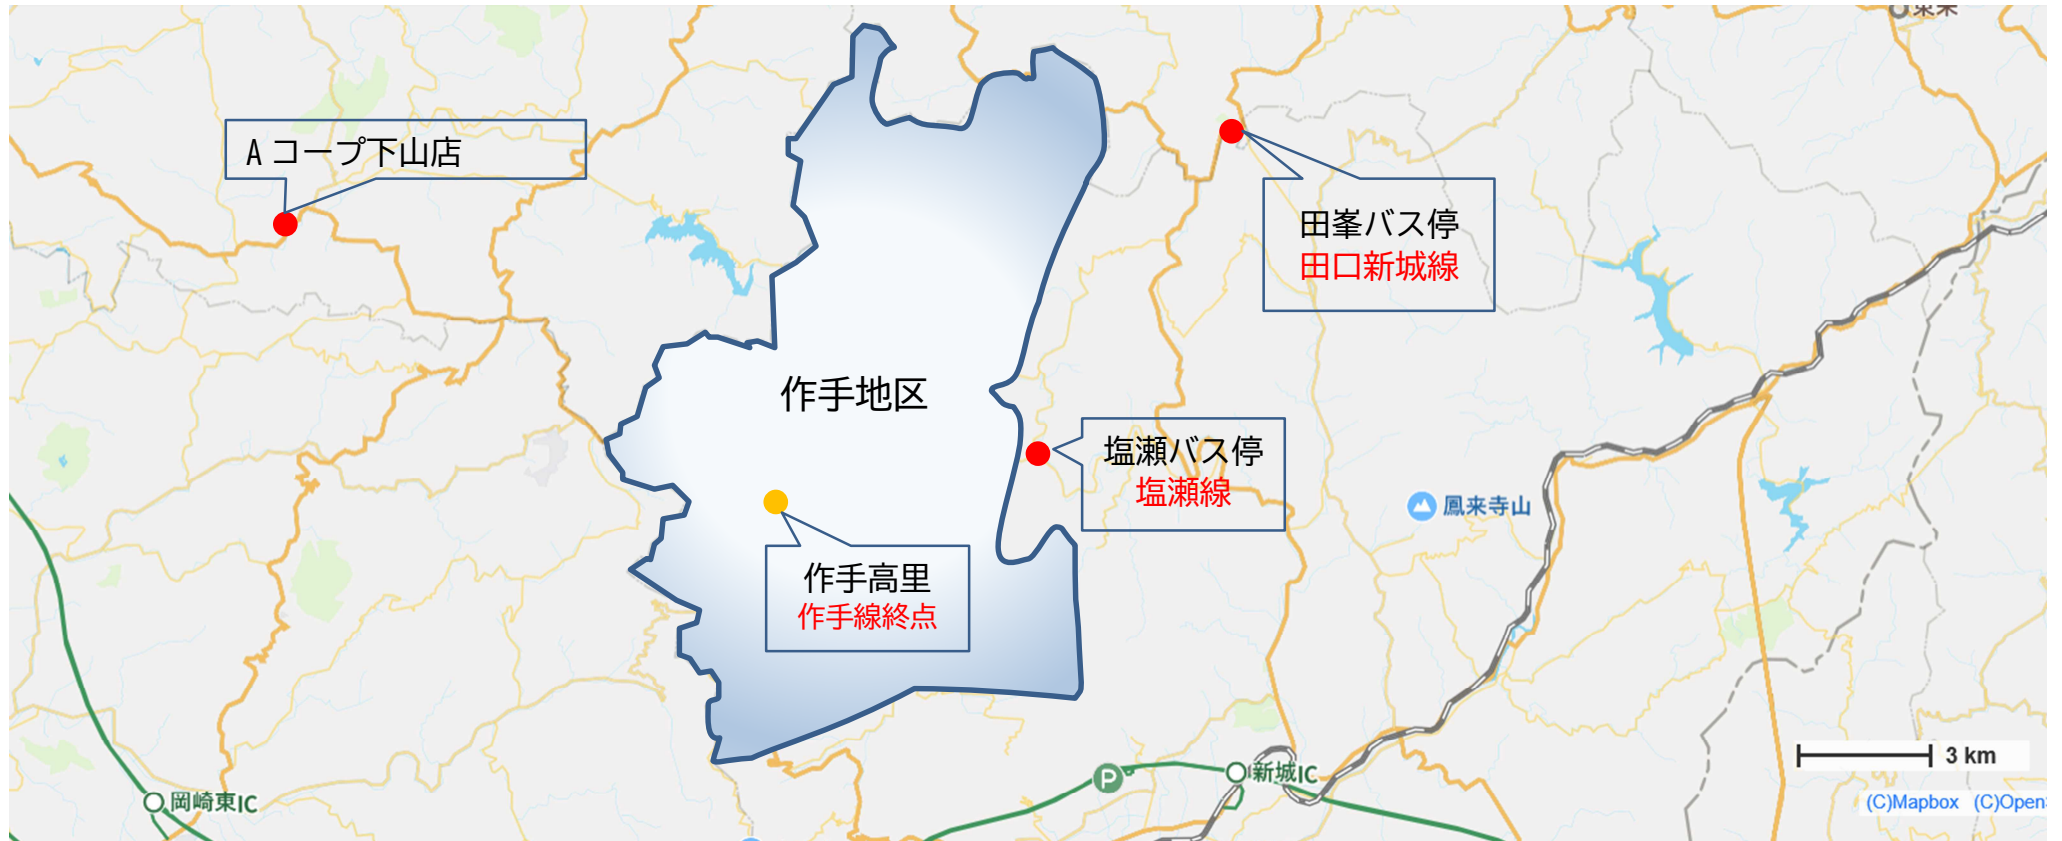 Aコープ下山店
田峯バス停
田口新城線
作手地区
塩瀬バス停
塩瀬線
鳳来寺山
作手高里
作手線終点
3 km
P
新城IC
岡崎東IC
(C)Mapbox (C)Open